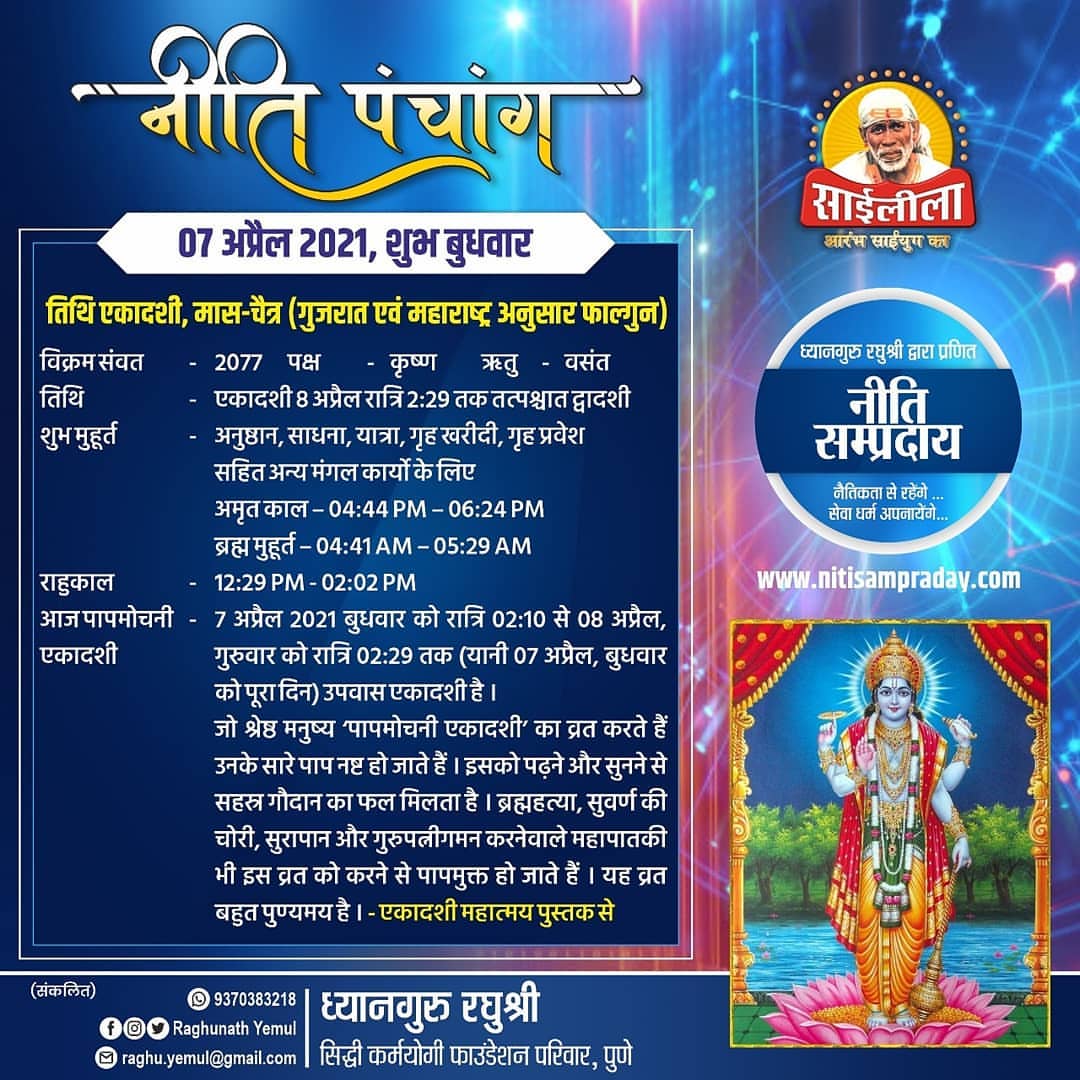 नीति पंचांग
साईलीला
आरंभ साईयुग का
07 अप्रैल 2021, शुभ बुधवार
तिथि एकादशी, मास-चैत्र (गुजरात एवं महाराष्ट्र अनुसार फाल्गुन)
विक्रम संवत - 2077 पक्ष - कृष्ण ऋतु - वसंत
तिथि - एकादशी 8 अप्रैल रात्रि 2:29 तक तत्पश्चात द्वादशी
शुभ मुहूर्त - अनुष्ठान, साधना, यात्रा, गृह खरीदी, गृह प्रवेश
सहित अन्य मंगल कार्यो के लिए
अमृत काल – 04:44 PM – 06:24 PM
ब्रह्म मुहूर्त – 04:41 AM – 05:29 AM
राहुकाल - 12:29 PM - 02:02 PM
आज पापमोचनी - 7 अप्रैल 2021 बुधवार को रात्रि 02:10 से 08 अप्रैल,
एकादशी गुरुवार को रात्रि 02:29 तक (यानी 07 अप्रैल, बुधवार
को पूरा दिन) उपवास एकादशी है ।
जो श्रेष्ठ मनुष्य ‘पापमोचनी एकादशी’ का व्रत करते हैं
उनके सारे पाप नष्ट हो जाते हैं । इसको पढ़ने और सुनने से
सहस्र गौदान का फल मिलता है । ब्रह्महत्या, सुवर्ण की
चोरी, सुरापान और गुरुपत्नीगमन करनेवाले महापातकी
भी इस व्रत को करने से पापमुक्त हो जाते हैं । यह व्रत
बहुत पुण्यमय है । - एकादशी महात्मय पुस्तक से
ध्यानगुरु रघुश्री द्वारा प्रणित
नीति
सम्प्रदाय
नैतिकता से रहेंगे ...
सेवा धर्म अपनायेंगे...
www.nitisampraday.com
(संकलित)
9370383218
Raghunath Yemul
raghu.yemul@gmail.com
ध्यानगुरु रघुश्री
सिद्धी कर्मयोगी फाउंडेशन परिवार, पुणे